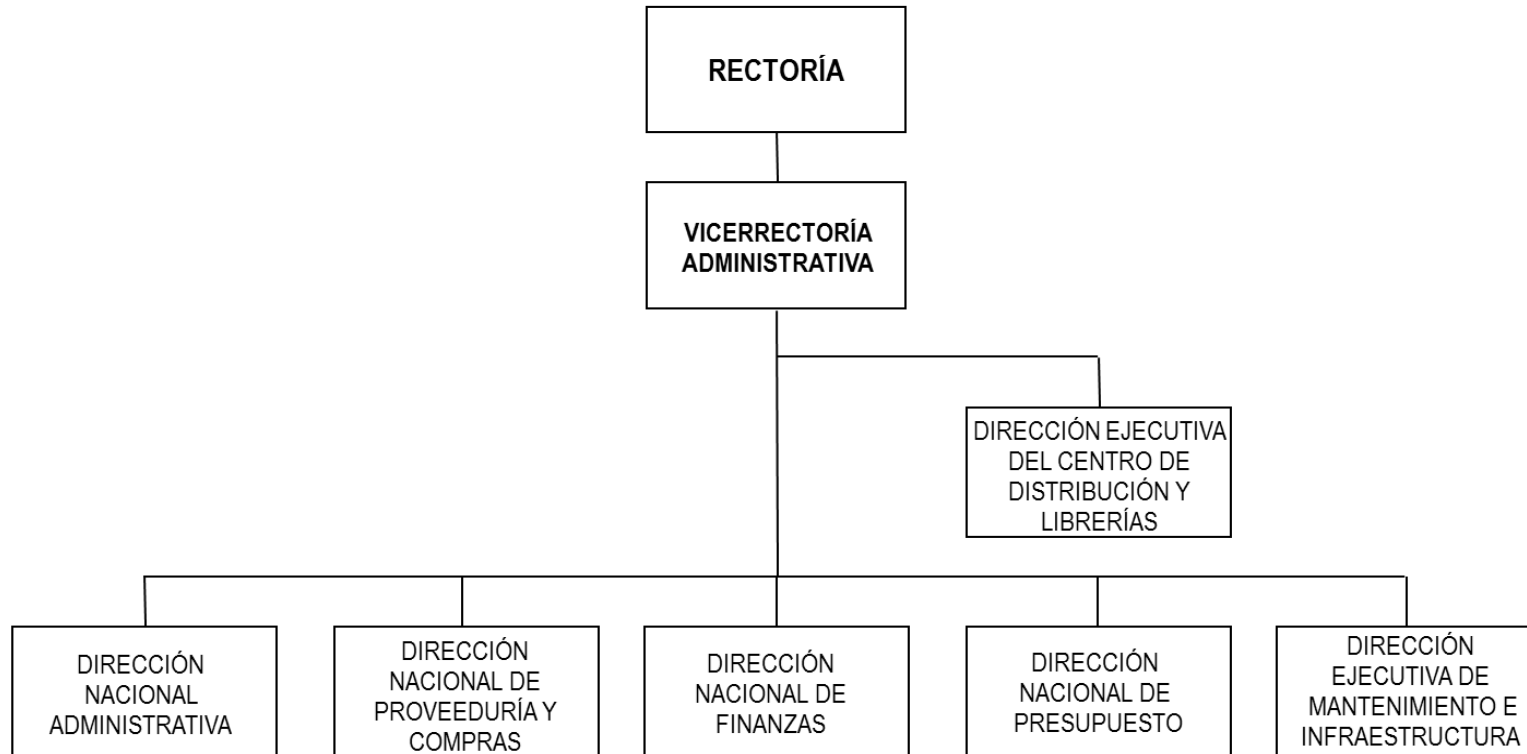 RECTORÍA
VICERRECTORÍA
ADMINISTRATIVA
DIRECCIÓN EJECUTIVA
DEL CENTRO DE
DISTRIBUCIÓN Y
LIBRERÍAS
DIRECCIÓN
NACIONAL
ADMINISTRATIVA
DIRECCIÓN
NACIONAL DE
PROVEEDURÍA Y
COMPRAS
DIRECCIÓN
NACIONAL DE
FINANZAS
DIRECCIÓN
NACIONAL DE
PRESUPUESTO
DIRECCIÓN
EJECUTIVA DE
MANTENIMIENTO E
INFRAESTRUCTURA